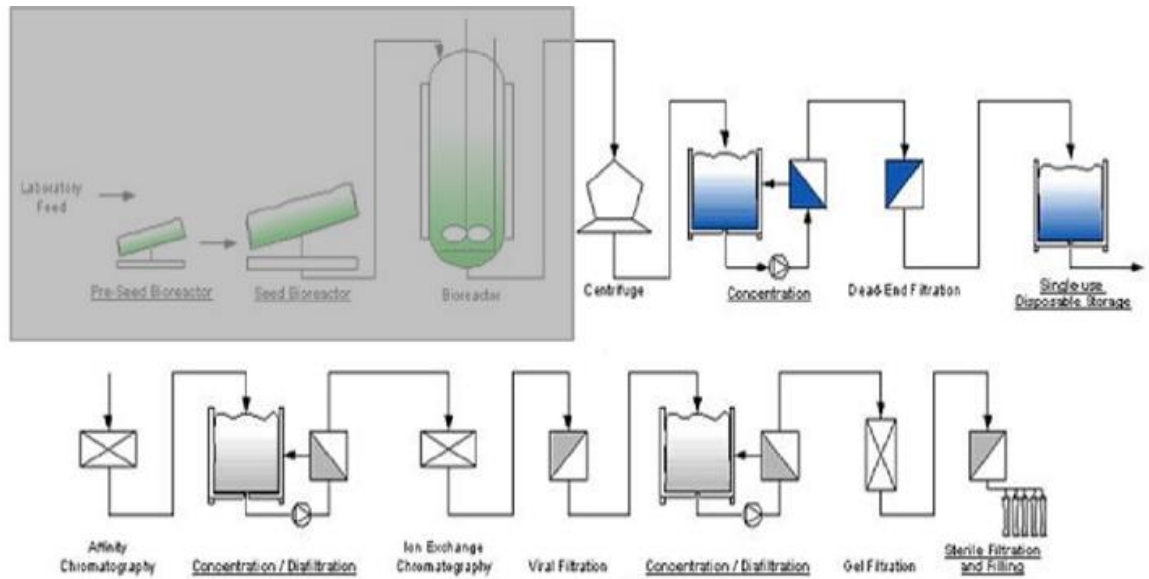 Laboratory
Feed
Pre-Seed Bioreactor
Seed Bioreactor
Bioreactor
Centrifuge
Concentration
Dead-End Filtration
Single use
Disposable Storage
Affinity
Chromatography
Concentration / Diafiltration
Ion Exchange
Chromatography
Viral Filtration
Concentration / Diafiltration
Gel Filtration
Sterile Filtration
and Filling